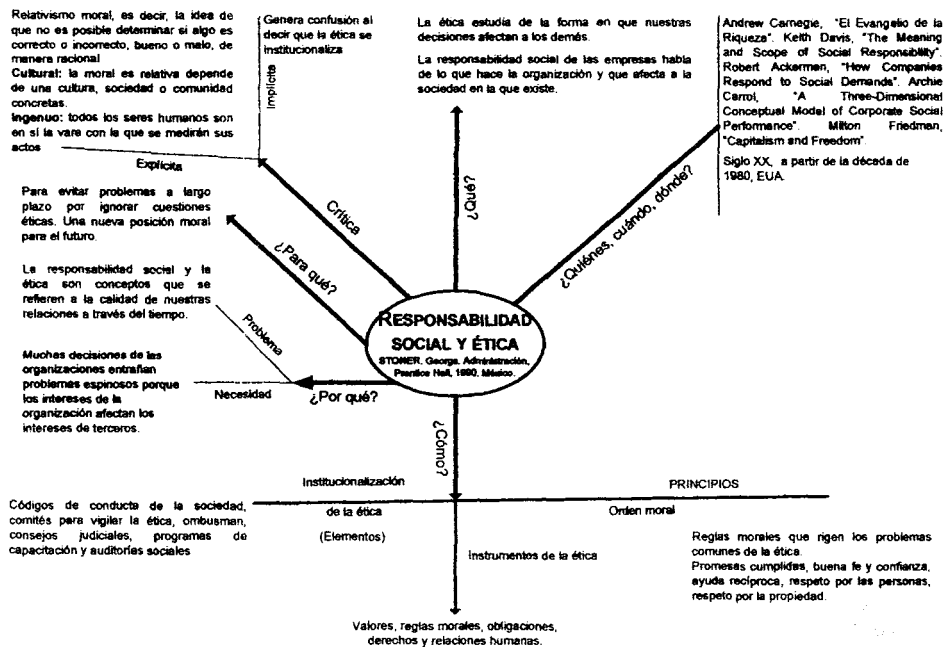 Relativismo moral, es decir, la idea de
que no es posible determinar si algo es
correcto o incorrecto, bueno o malo, de
manera racional
Cultural: la moral es relativa depende
de una cultura, sociedad o comunidad
concretas.
Ingenuo: todos los seres humanos son
en sí la vara con la que se medirán sus
actos
Explícita
Genera confusión al
decir que la ética se
institucionaliza
Implícita
Crítica
La ética estudia de la forma en que nuestras
decisiones afectan a los demás.
La responsabilidad social de las empresas habla
de lo que hace la organización y que afecta a la
sociedad en la que existe.
¿Qué?
Andrew Carnegie, "El Evangelio de la
Riqueza". Keith Davis, "The Meaning
and Scope of Social Responsibility".
Robert Ackerman, "How Companies
Respond to Social Demands". Archie
Carrol, "A Three-Dimensional
Conceptual Model of Corporate Social
Performance". Milton Friedman,
"Capitalism and Freedom".
Siglo XX, a partir de la década de
1980, EUA.
¿Quiénes, cuándo, dónde?
Para evitar problemas a largo
plazo por ignorar cuestiones
éticas. Una nueva posición moral
para el futuro.
¿Para qué?
La responsabilidad social y la
ética son conceptos que se
refieren a la calidad de nuestras
relaciones a través del tiempo.
Problema
Muchas decisiones de las
organizaciones entrañan
problemas espinosos porque
los intereses de la
organización afectan los
intereses de terceros.
Necesidad
¿Por qué?
RESPONSABILIDAD
SOCIAL Y ÉTICA
STONER, George. Administración,
Prentice Hall, 1990, México.
¿Cómo?
Institucionalización
de la ética
(Elementos)
Códigos de conducta de la sociedad,
comités para vigilar la ética, ombusman,
consejos judiciales, programas de
capacitación y auditorías sociales
PRINCIPIOS
Orden moral
Instrumentos de la ética
Reglas morales que rigen los problemas
comunes de la ética.
Promesas cumplidas, buena fe y confianza,
ayuda recíproca, respeto por las personas,
respeto por la propiedad.
Valores, reglas morales, obligaciones,
derechos y relaciones humanas.